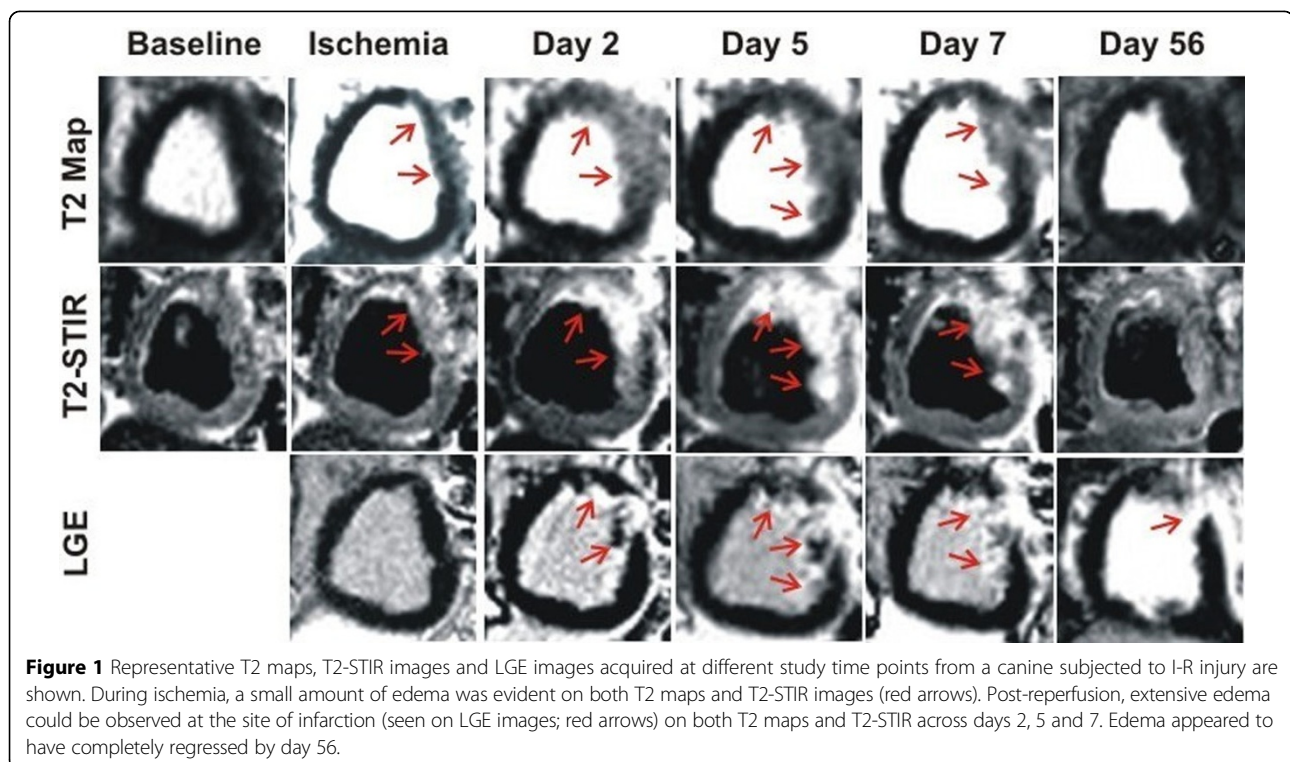 Baseline Ischemia Day 2 Day 5 Day 7 Day 56
T2 Map
T2-STIR
LGE
Figure 1 Representative T2 maps, T2-STIR images and LGE images acquired at different study time points from a canine subjected to I-R injury are
shown. During ischemia, a small amount of edema was evident on both T2 maps and T2-STIR images (red arrows). Post-reperfusion, extensive edema
could be observed at the site of infarction (seen on LGE images; red arrows) on both T2 maps and T2-STIR across days 2, 5 and 7. Edema appeared to
have completely regressed by day 56.